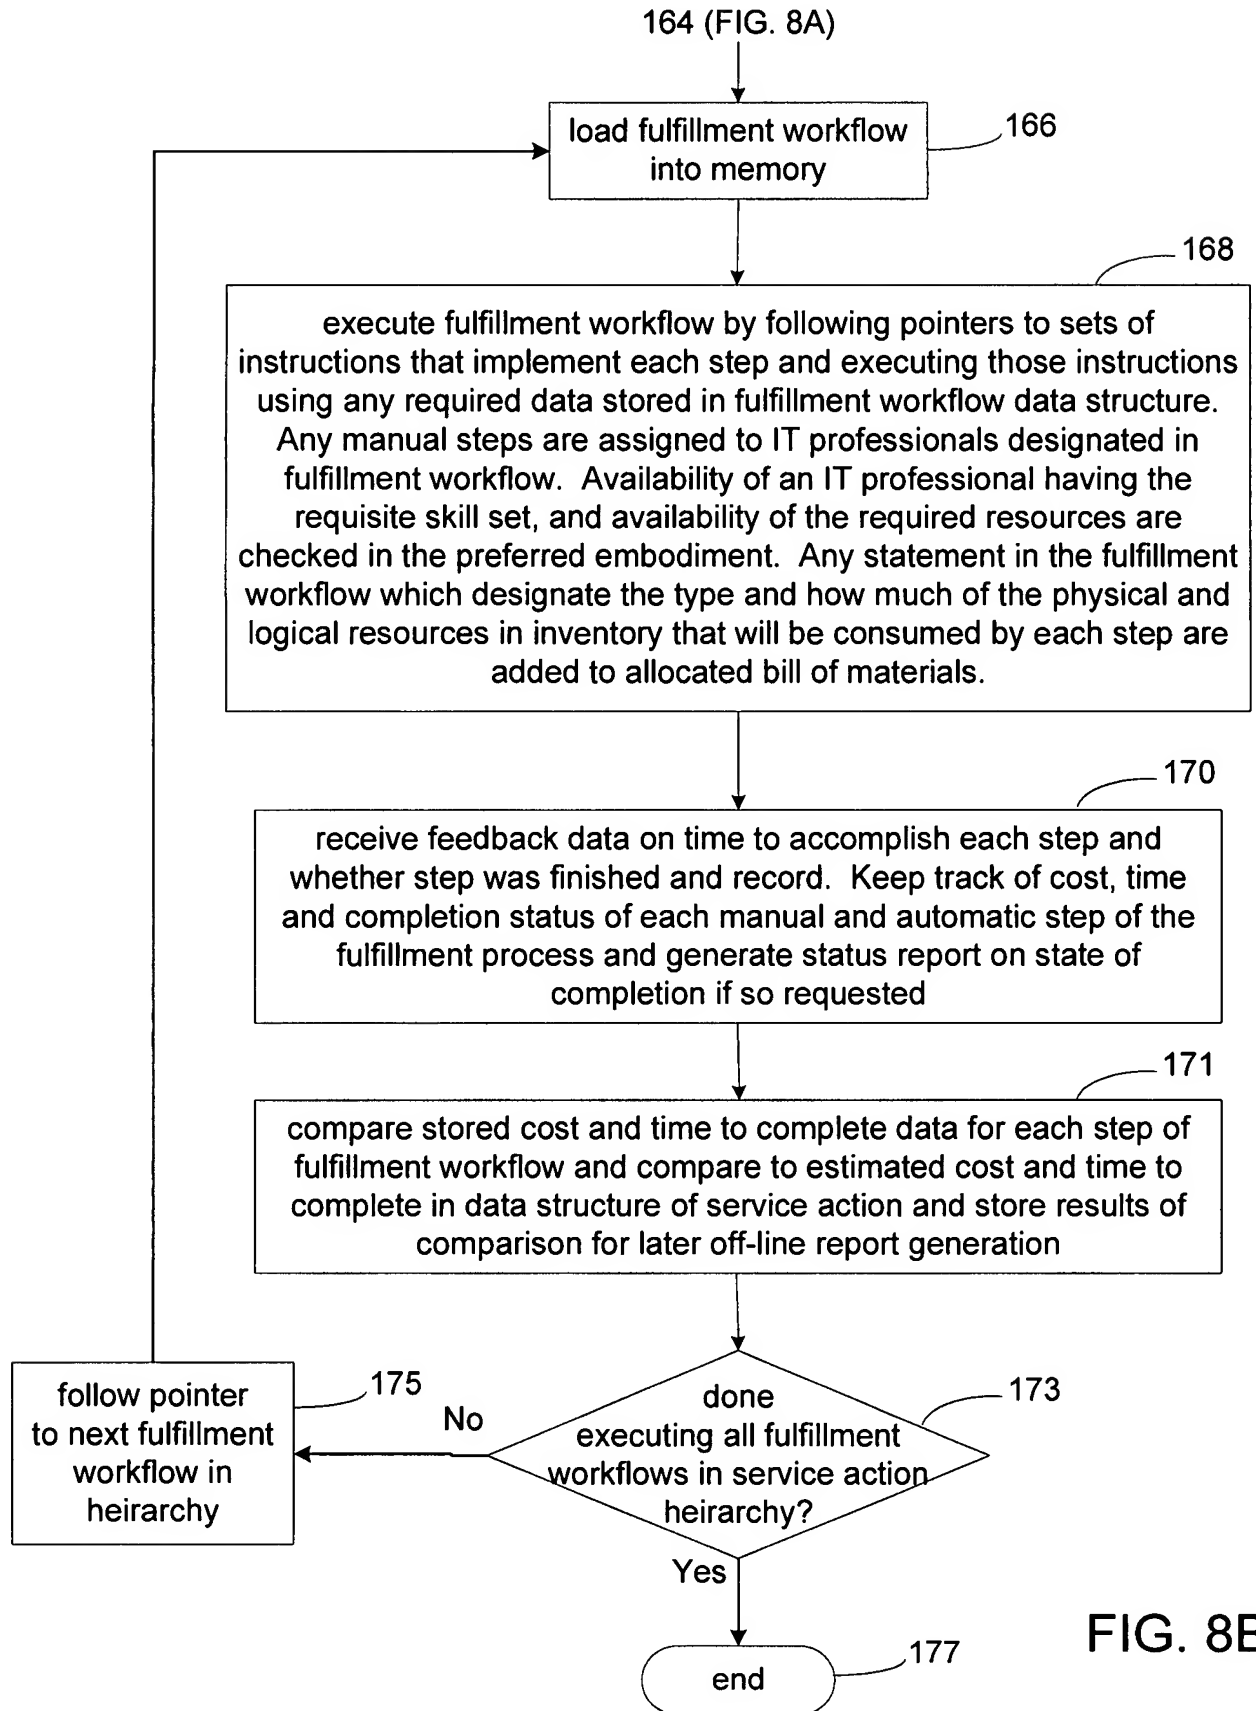 164 (FIG. 8A)
load fulfillment workflow
into memory
166
168
execute fulfillment workflow by following pointers to sets of
instructions that implement each step and executing those instructions
using any required data stored in fulfillment workflow data structure.
Any manual steps are assigned to IT professionals designated in
fulfillment workflow. Availability of an IT professional having the
requisite skill set, and availability of the required resources are
checked in the preferred embodiment. Any statement in the fulfillment
workflow which designate the type and how much of the physical and
logical resources in inventory that will be consumed by each step are
added to allocated bill of materials.
170
receive feedback data on time to accomplish each step and
whether step was finished and record. Keep track of cost, time
and completion status of each manual and automatic step of the
fulfillment process and generate status report on state of
completion if so requested
171
compare stored cost and time to complete data for each step of
fulfillment workflow and compare to estimated cost and time to
complete in data structure of service action and store results of
comparison for later off-line report generation
follow pointer
to next fulfillment
workflow in
heirarchy
175
No
done
executing all fulfillment
workflows in service action
heirarchy?
173
Yes
end
177
FIG. 8B